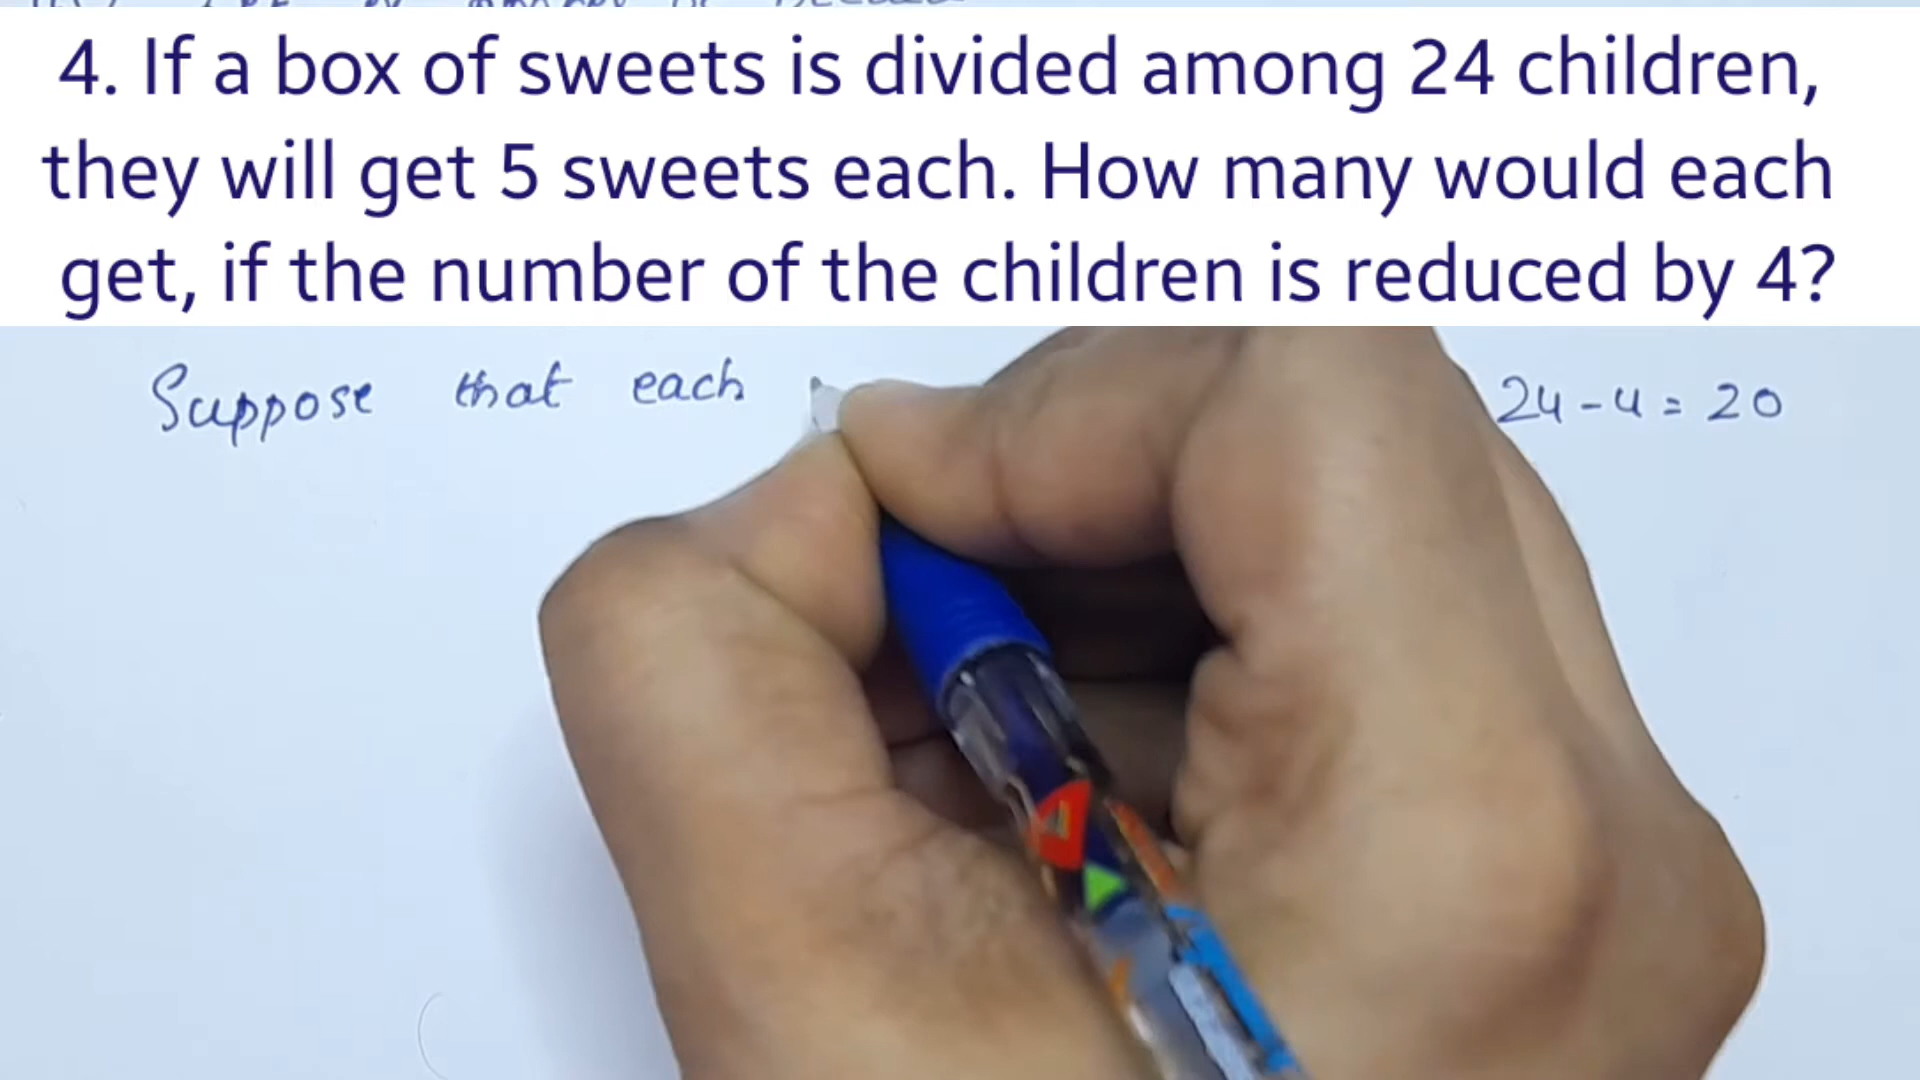 4. If a box of sweets is divided among 24 children,
they will get 5 sweets each. How many would each
get, if the number of the children is reduced by 4?
Suppose that each 24 - 4 = 20